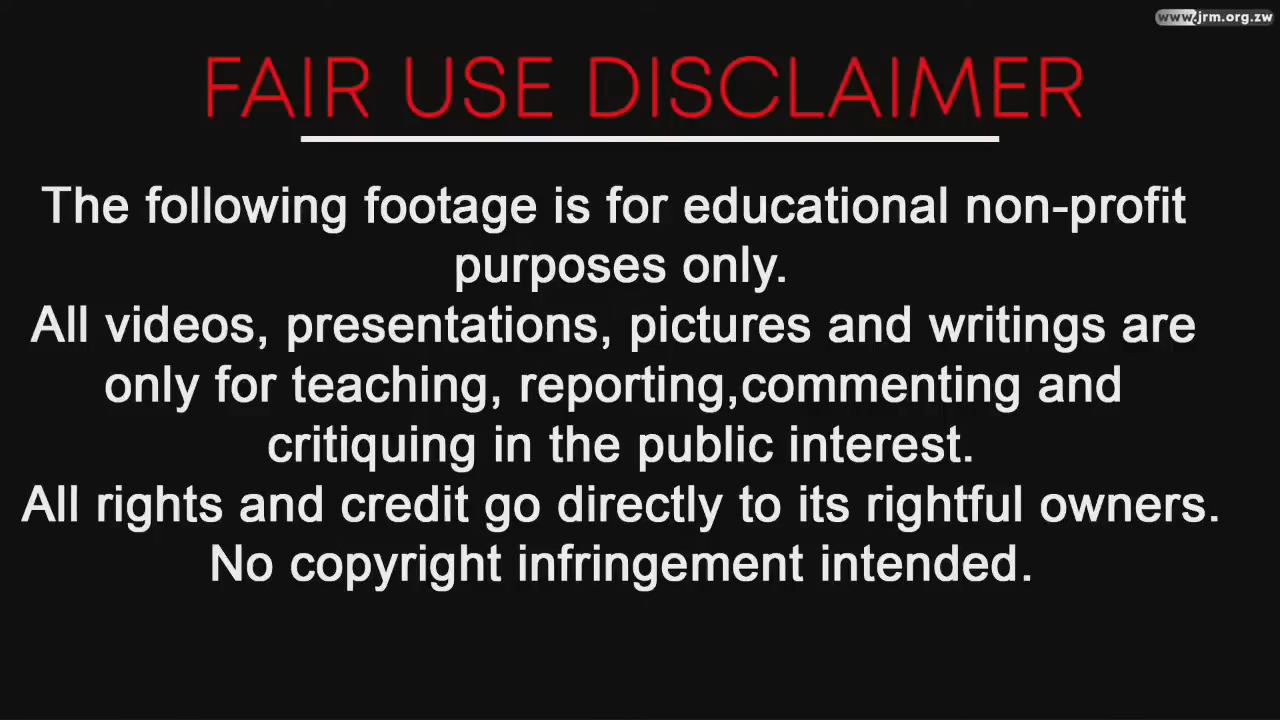 www.jrm.org.zw
FAIR USE DISCLAIMER
The following footage is for educational non-profit
purposes only.
All videos, presentations, pictures and writings are
only for teaching, reporting,commenting and
critiquing in the public interest.
All rights and credit go directly to its rightful owners.
No copyright infringement intended.